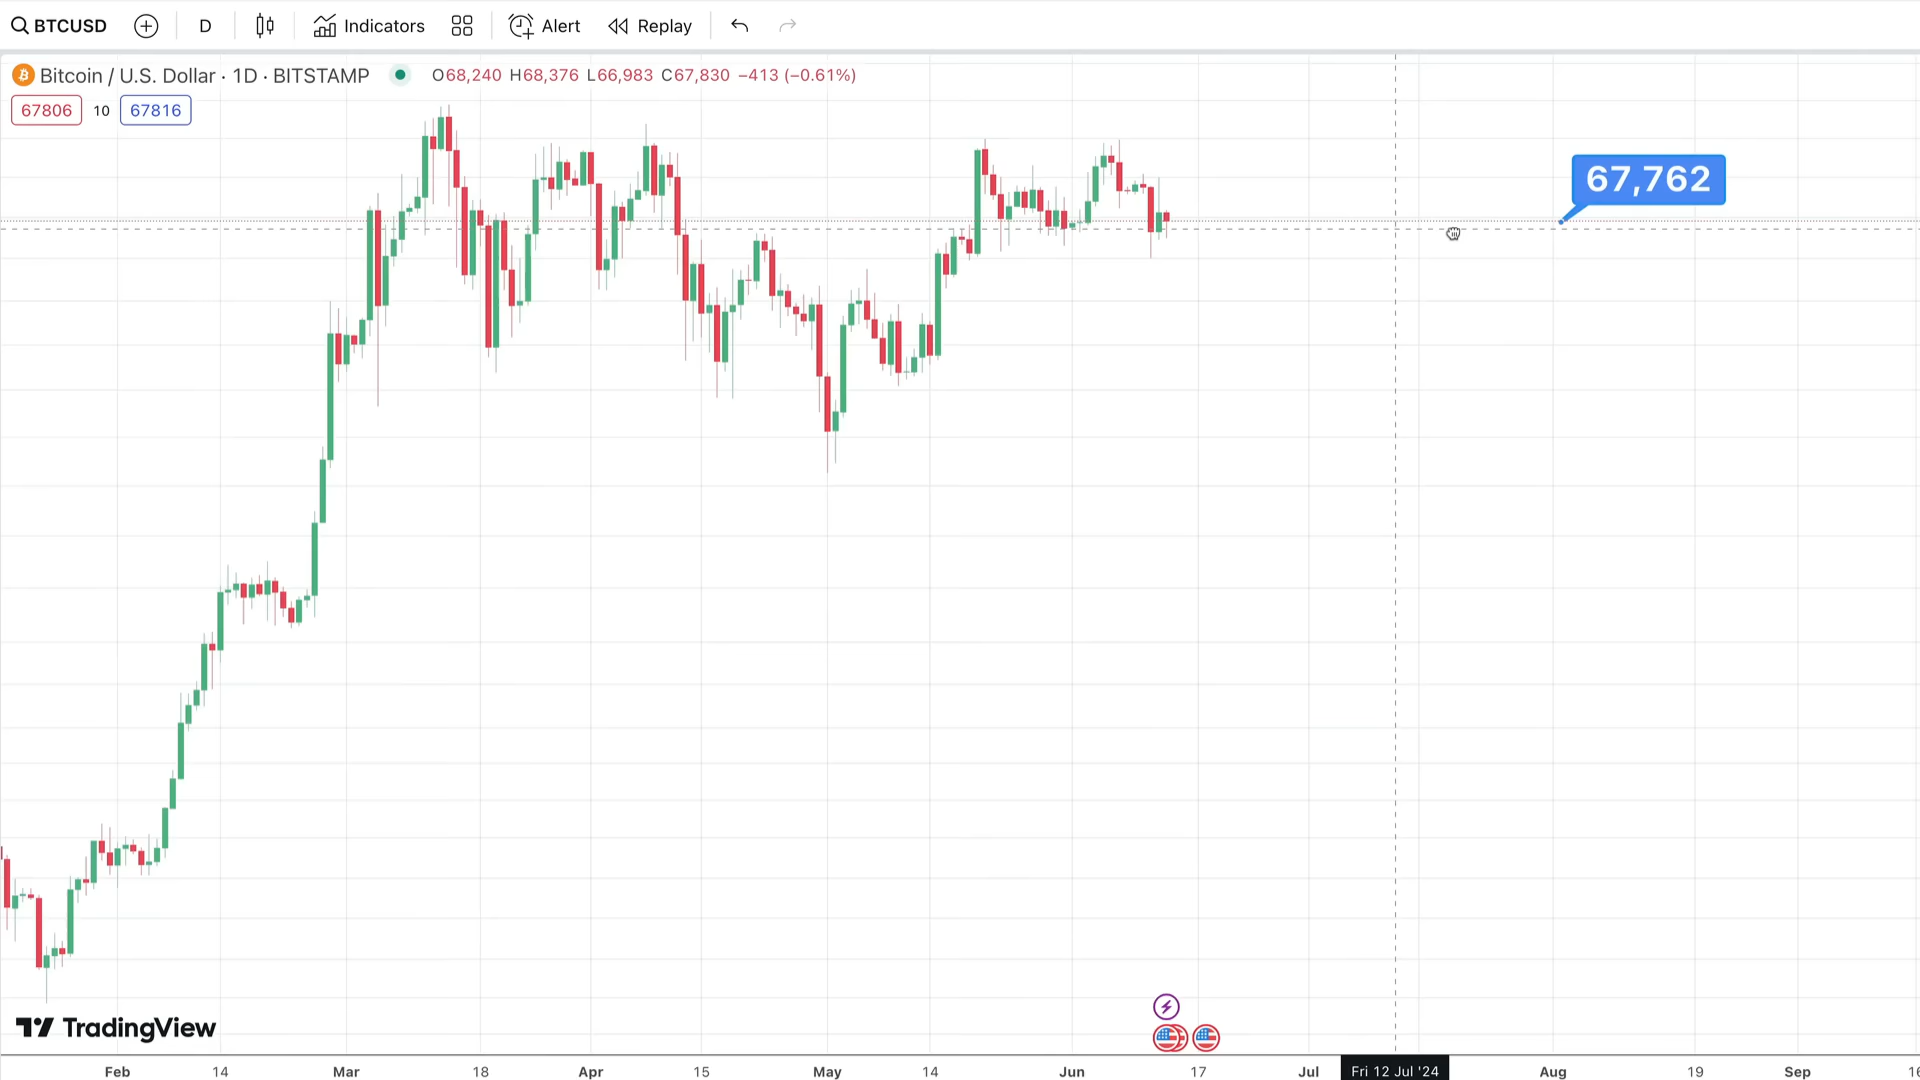 BTCUSD D Indicators Alert Replay
Bitcoin / U.S. Dollar · 1D · BITSTAMP O68,240 H68,376 L66,983 C67,830 −413 (−0.61%)
67806 10 67816
67,762
TradingView
Feb 14 Mar 18 Apr 15 May 14 Jun 17 Jul Fri 12 Jul '24 Aug 19 Sep 16